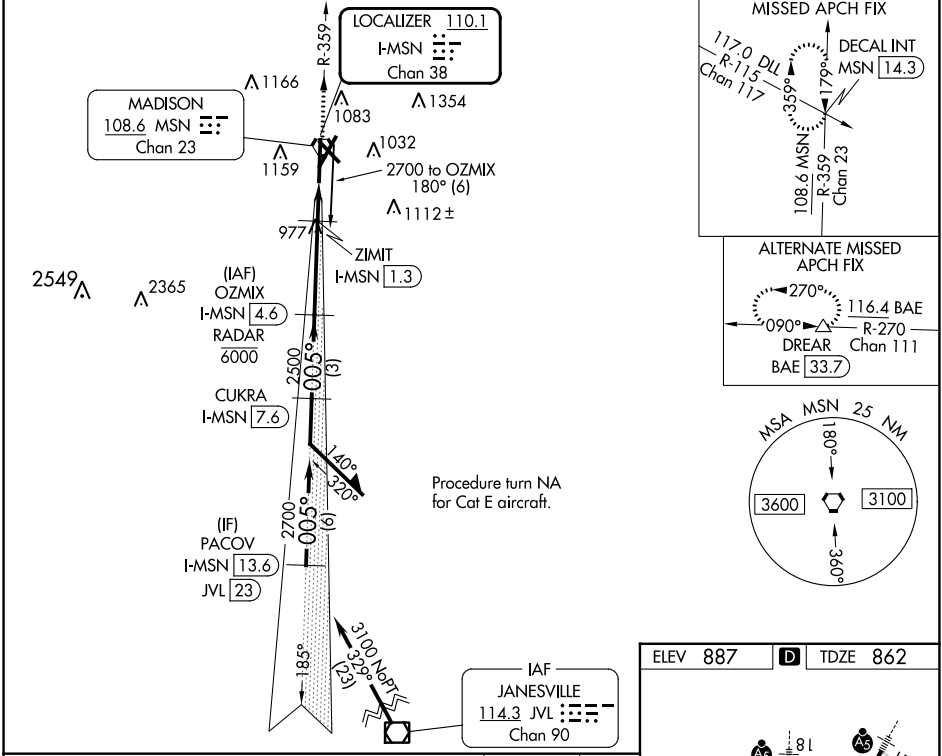 MISSED APCH FIX
LOCALIZER 110.1
I-MSN
Chan 38
R-359
117.0 DLL
R-115
Chan 117
DECAL INT
MSN 14.3
359°
179°
108.6 MSN
R-359
Chan 23
1166
1083
1354
MADISON
108.6 MSN
Chan 23
1032
1159
2700 to OZMIX
180° (6)
1112 ±
977
ZIMIT
I-MSN 1.3
ALTERNATE MISSED
APCH FIX
270°
116.4 BAE
090°
R-270
Chan 111
DREAR
BAE 33.7
2549
2365
(IAF)
OZMIX
I-MSN 4.6
RADAR
6000
2500
005°
(3)
CUKRA
I-MSN 7.6
140°
320°
MSA MSN 25 NM
180°
3600
3100
360°
Procedure turn NA
for Cat E aircraft.
2700
005°
(6)
(IF)
PACOV
I-MSN 13.6
JVL 23
185°
3100 NoPT
329°
(23)
IAF
JANESVILLE
114.3 JVL
Chan 90
ELEV 887 D TDZE 862
A5
18
A5